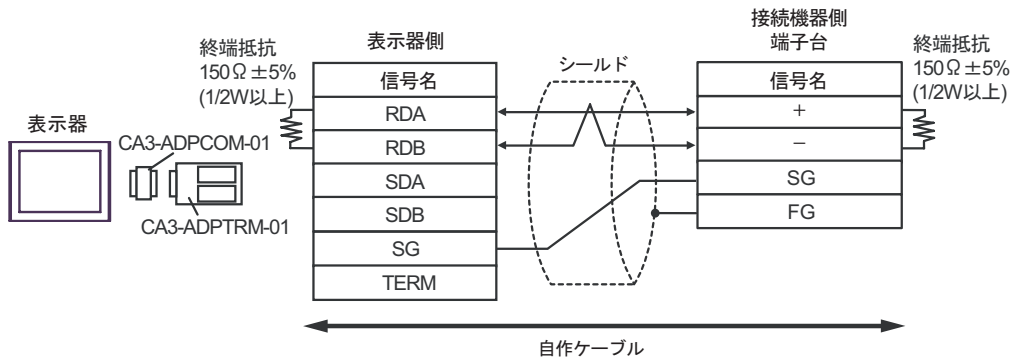 接続機器側
端子台
表示器側
終端抵抗
150Ω±5%
(1/2W以上)
シールド
終端抵抗
150Ω±5%
(1/2W以上)
信号名
RDA
RDB
SDA
SDB
SG
TERM
信号名
+
−
SG
FG
表示器
CA3-ADPCOM-01
CA3-ADPTRM-01
自作ケーブル